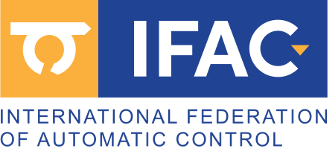 IFAC
INTERNATIONAL FEDERATION
OF AUTOMATIC CONTROL